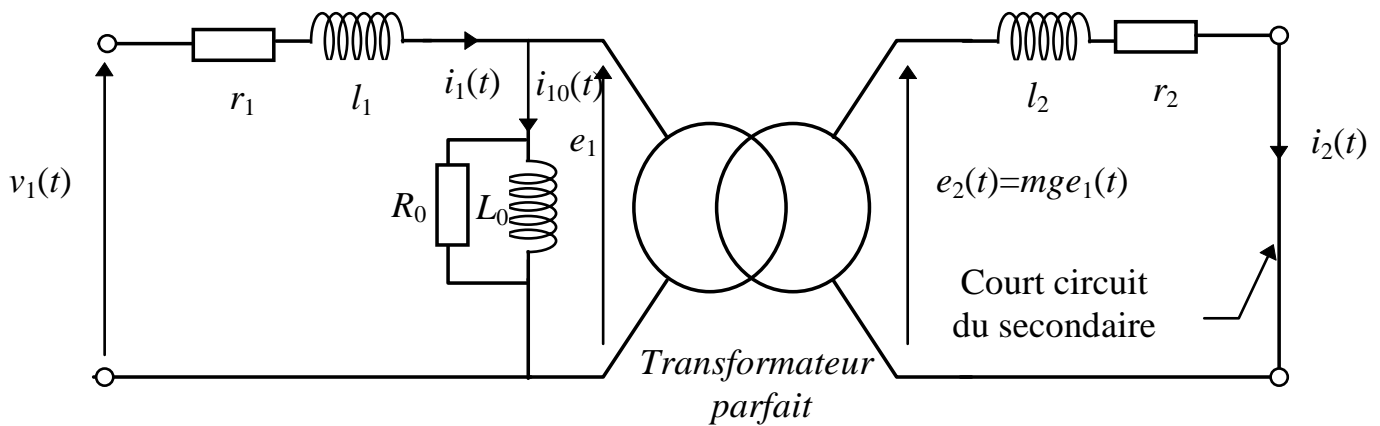 r₁
l₁
i₁(t)
i₁₀(t)
l₂
r₂
v₁(t)
R₀
L₀
e₁
e₂(t)=mge₁(t)
i₂(t)
Court circuit
du secondaire
Transformateur
parfait